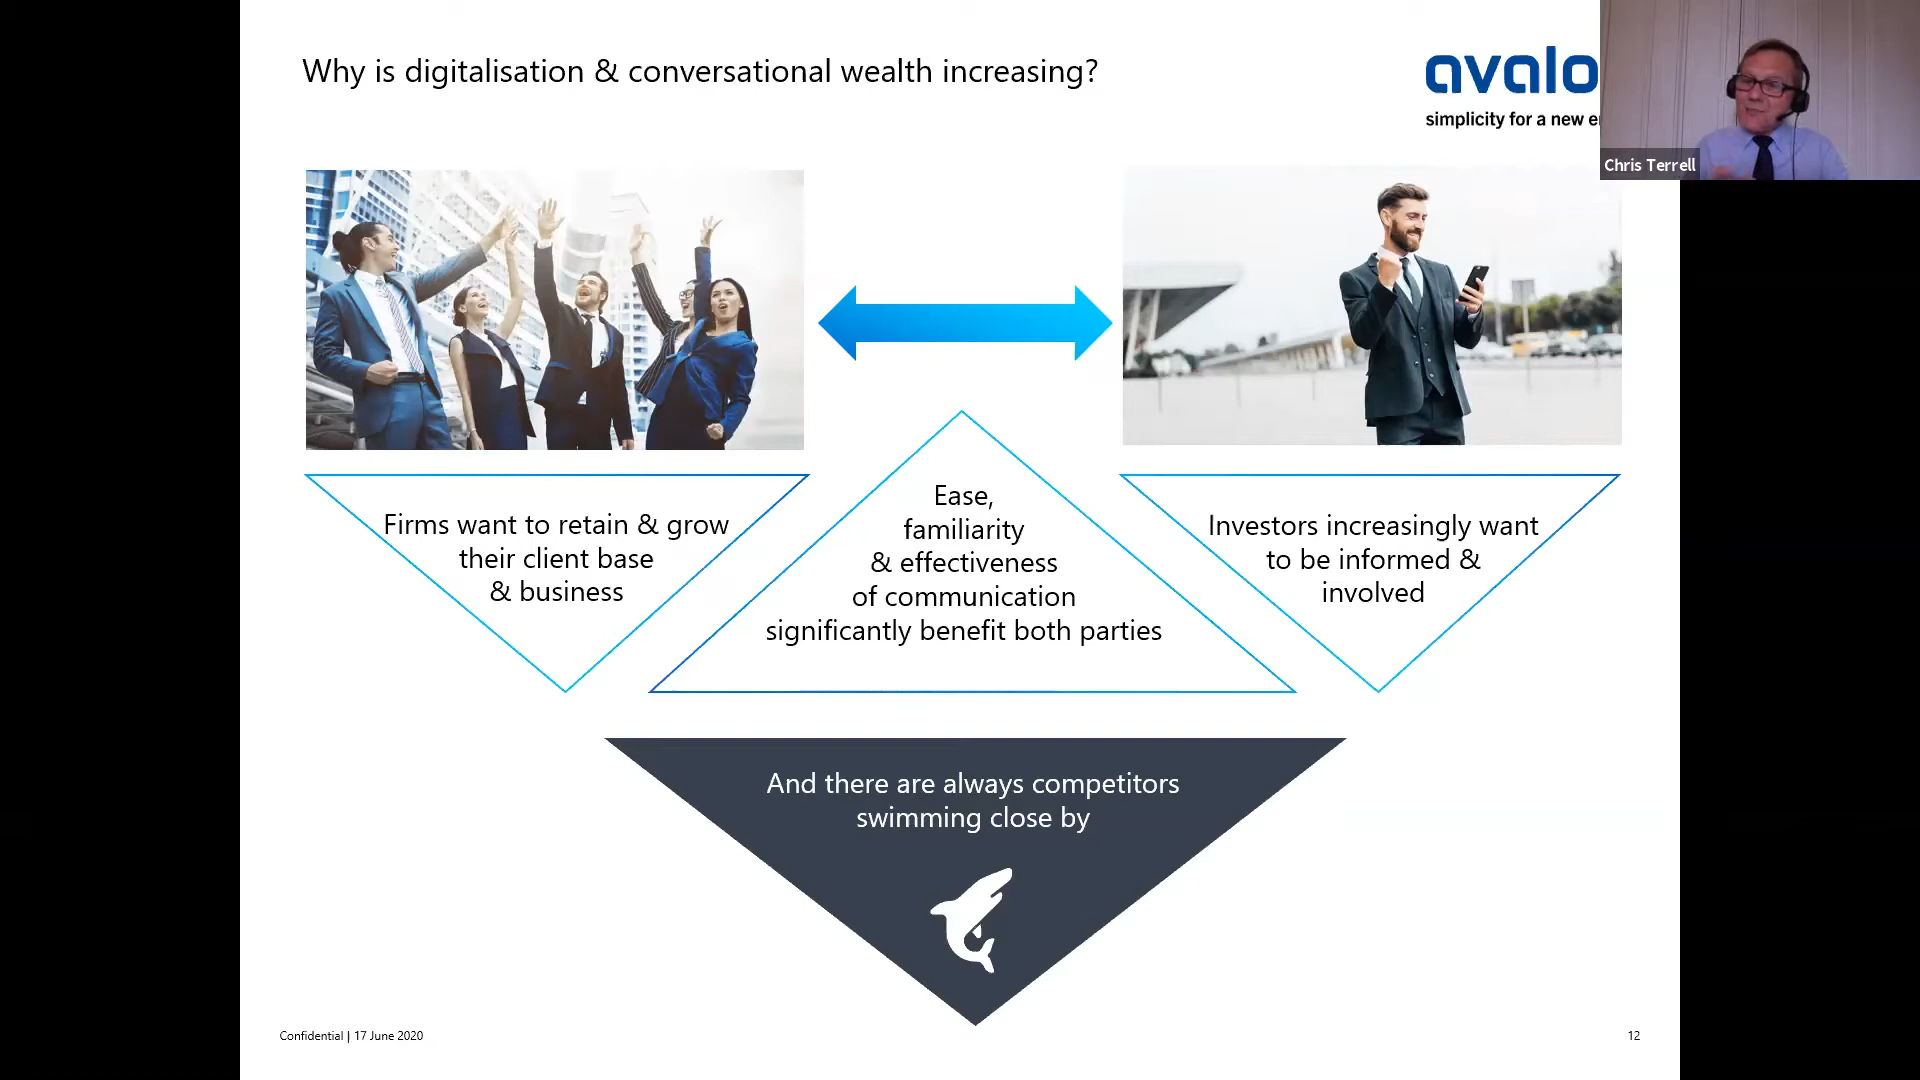 Why is digitalisation & conversational wealth increasing?
avalo
simplicity for a new e
Chris Terrell
Firms want to retain & grow
their client base
& business
Ease,
familiarity
& effectiveness
of communication
significantly benefit both parties
Investors increasingly want
to be informed &
involved
And there are always competitors
swimming close by
Confidential | 17 June 2020
12